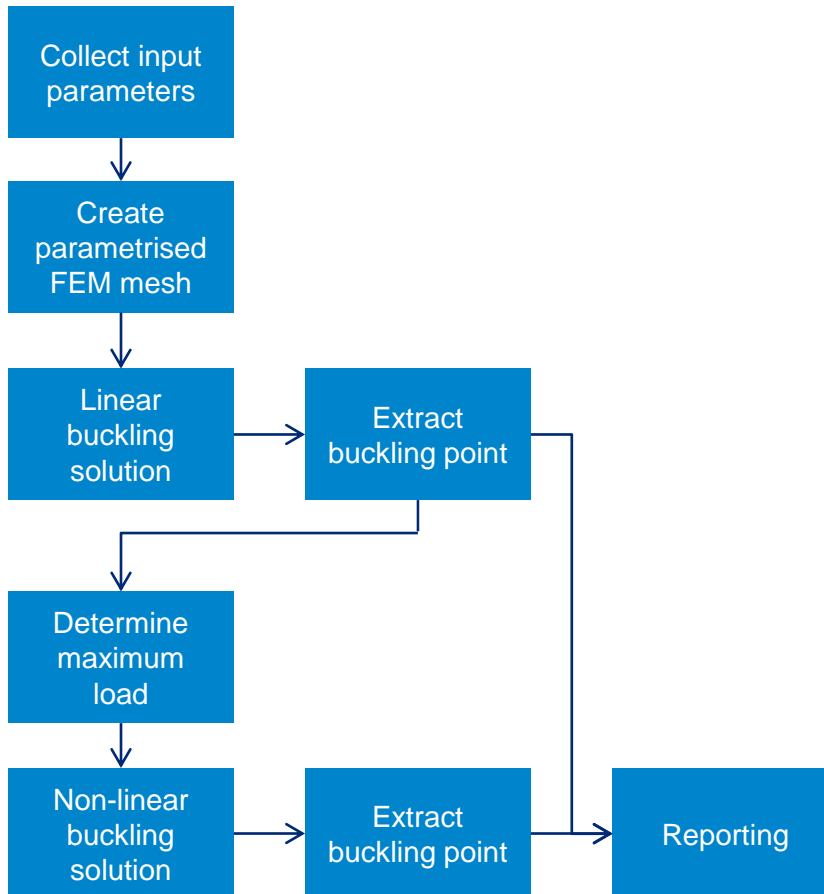 Collect input
parameters
Create
parametrised
FEM mesh
Linear
buckling
solution
Extract
buckling point
Determine
maximum
load
Non-linear
buckling
solution
Extract
buckling point
Reporting